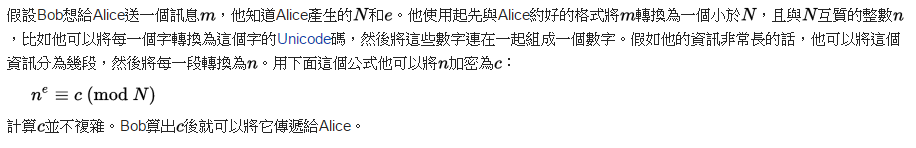 假設Bob想給Alice送一個訊息m，他知道Alice產生的N和e。他使用起先與Alice約好的格式將m轉換為一個小於N，且與N互質的整數n
，比如他可以將每一個字轉換為這個字的Unicode碼，然後將這些數字連在一起組成一個數字。假如他的資訊非常長的話，他可以將這個
資訊分為幾段，然後將每一段轉換為n。用下面這個公式他可以將n加密為c：
nᵉ ≡ c (mod N)
計算c並不複雜。Bob算出c後就可以將它傳遞給Alice。